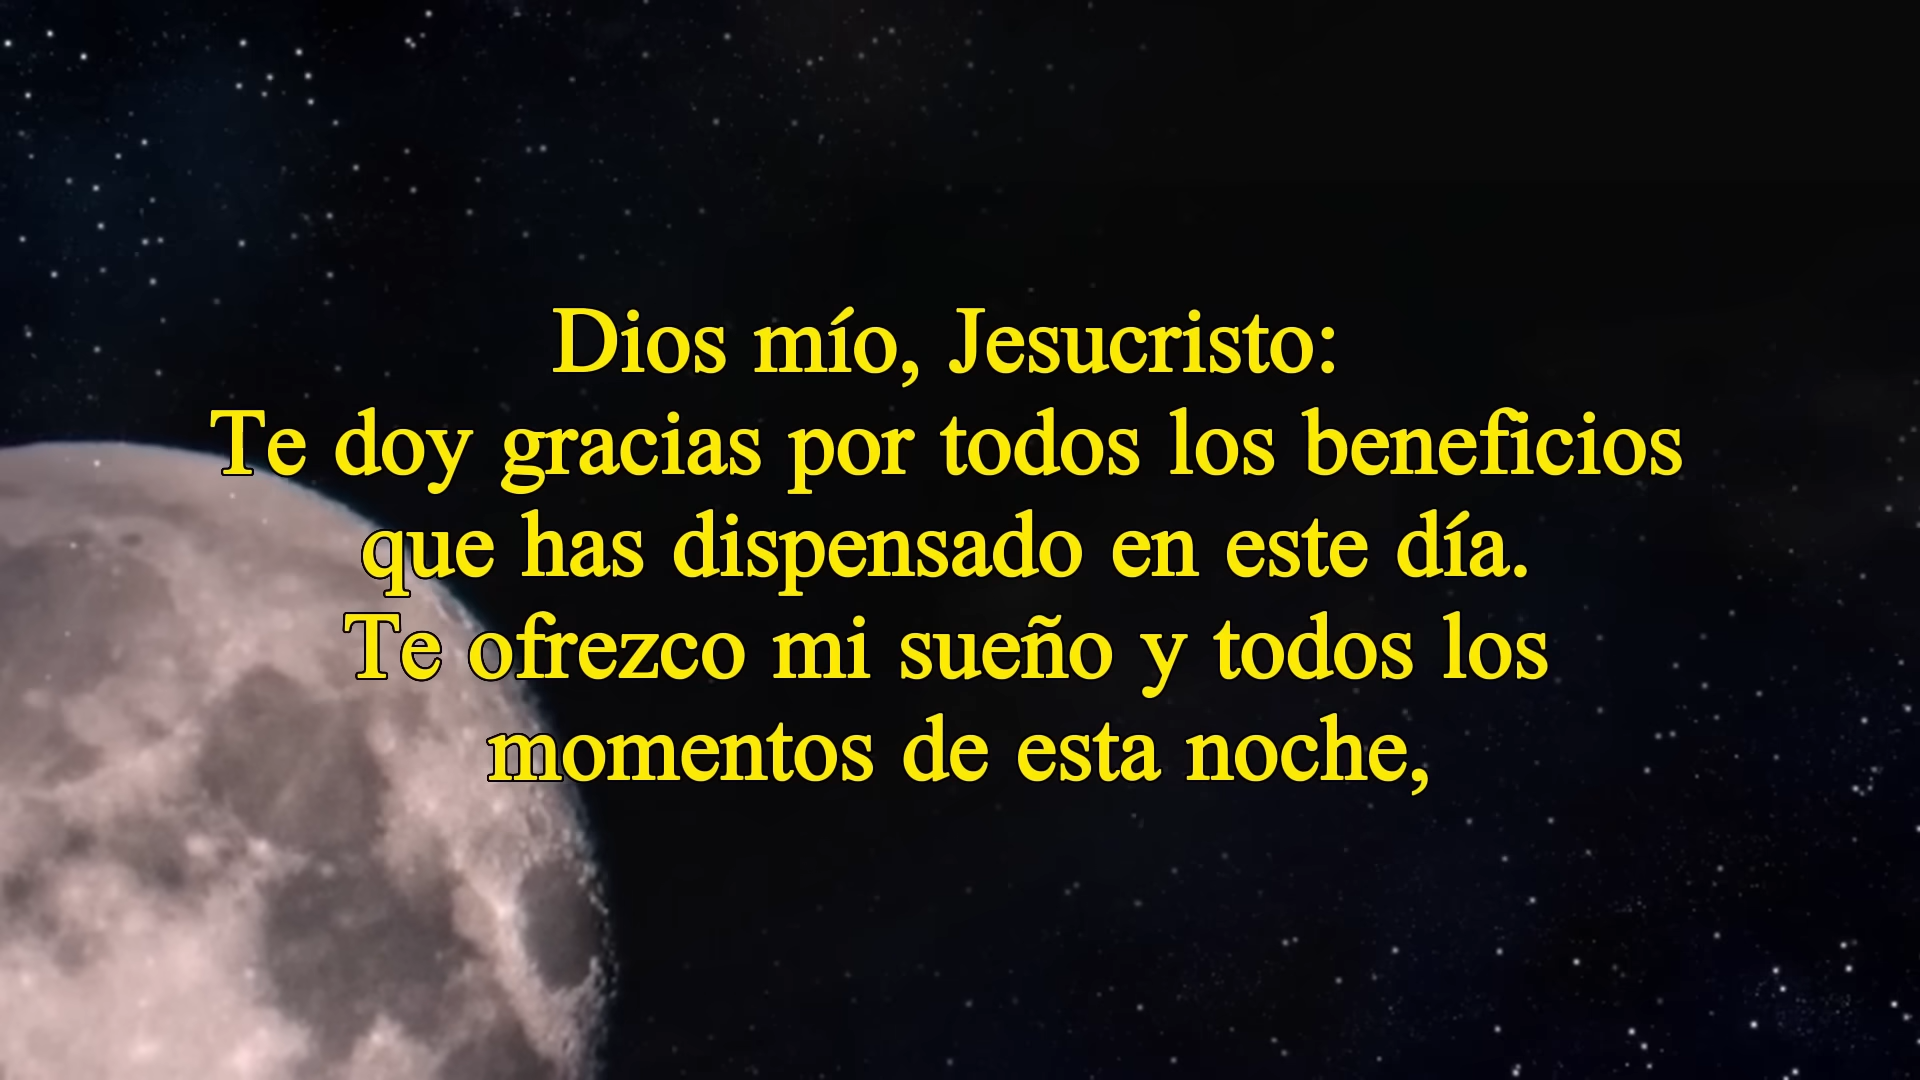 Dios mío, Jesucristo:
Te doy gracias por todos los beneficios
que has dispensado en este día.
Te ofrezco mi sueño y todos los
momentos de esta noche,